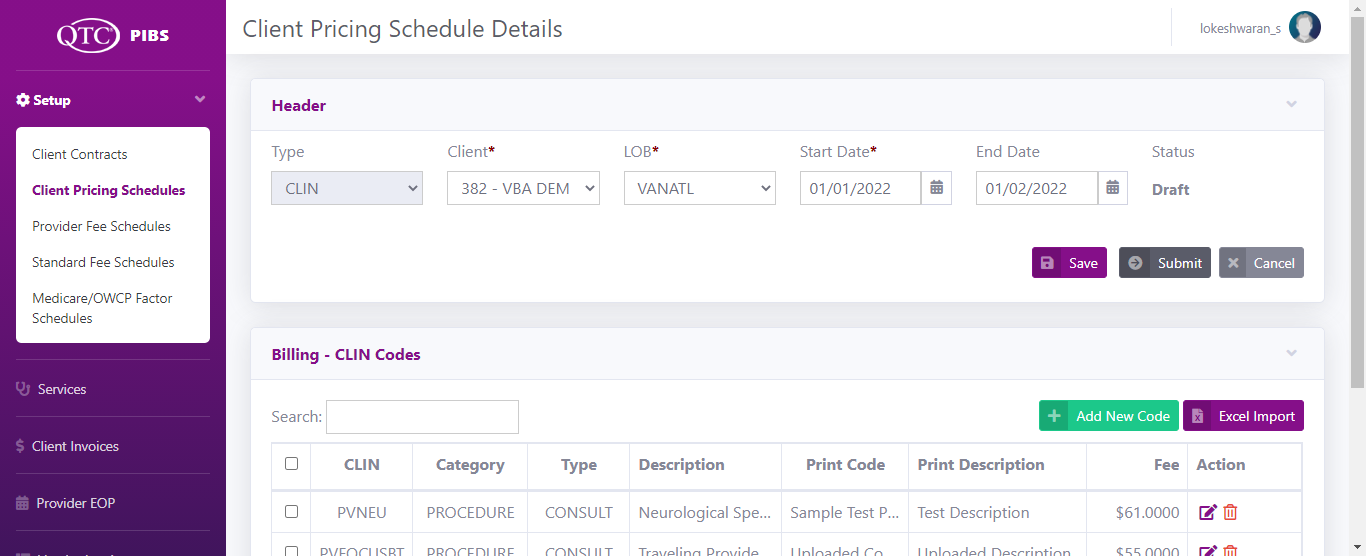 QTC PIBS
Client Pricing Schedule Details
lokeshwaran_s
Setup
Client Contracts
Client Pricing Schedules
Provider Fee Schedules
Standard Fee Schedules
Medicare/OWCP Factor
Schedules
Services
Client Invoices
Provider EOP
Header
Type Client* LOB* Start Date* End Date Status
CLIN 382 - VBA DEM VANATL 01/01/2022 01/02/2022 Draft
Save Submit Cancel
Billing - CLIN Codes
Search: Add New Code Excel Import
CLIN Category Type Description Print Code Print Description Fee Action
PVNEU PROCEDURE CONSULT Neurological Spe... Sample Test P... Test Description $61.0000
PVFOCUSBT PROCEDURE CONSULT Traveling Provide... Uploaded Co... Uploaded Description $55.0000